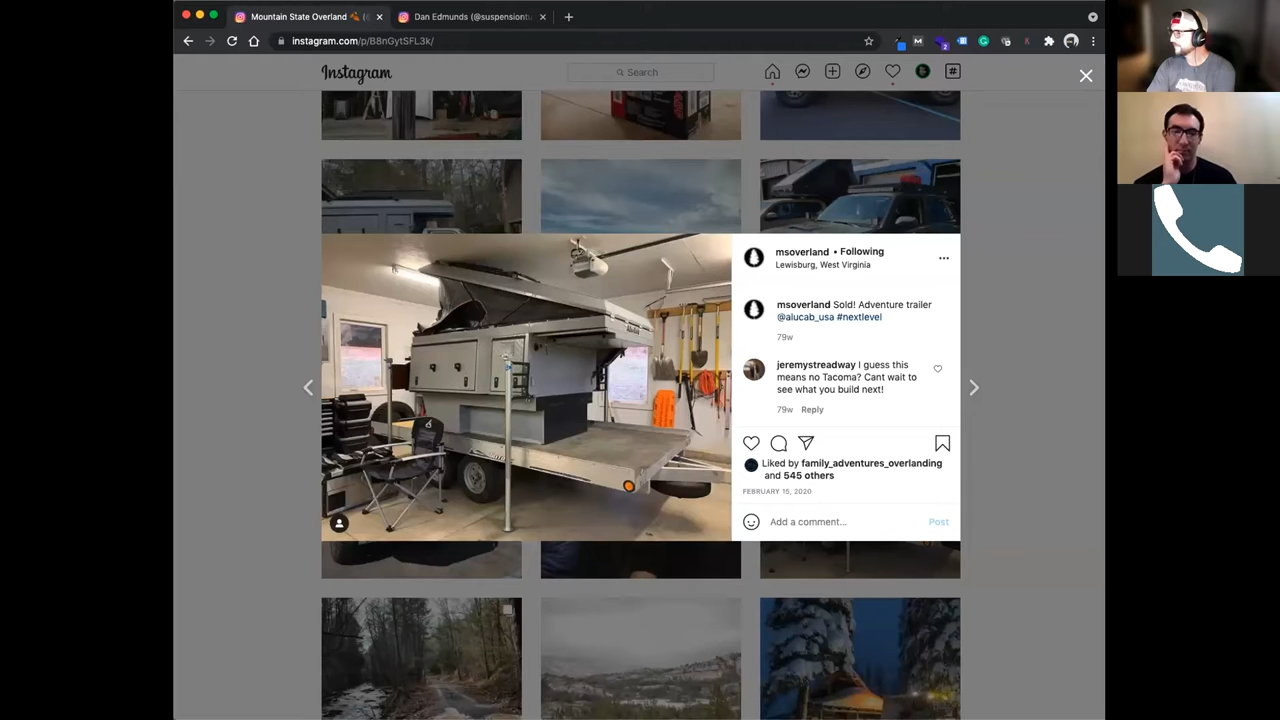 Mountain State Overland
Dan Edmunds (@suspensiontu
instagram.com/p/B8nGytSFL3k/
Instagram
Search
msoverland • Following
Lewisburg, West Virginia
msoverland Sold! Adventure trailer
@alucab_usa #nextlevel
79w
jeremystreadway I guess this
means no Tacoma? Cant wait to
see what you build next!
79w Reply
Liked by family_adventures_overlanding
and 545 others
FEBRUARY 15, 2020
Add a comment...
Post